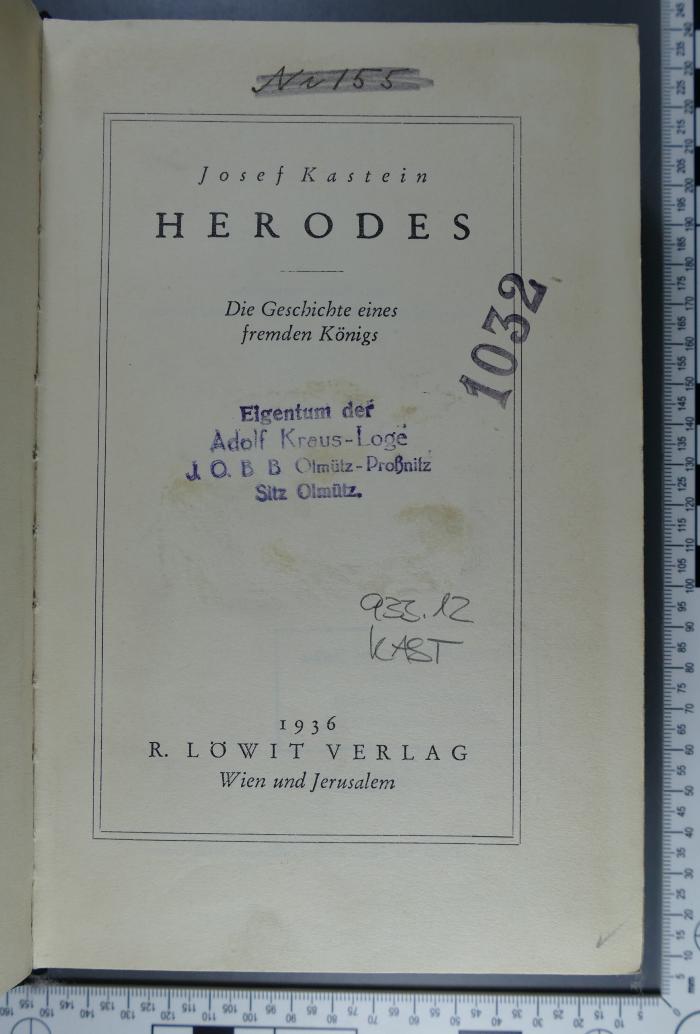 Nr 155
Josef Kastein
HERODES
Die Geschichte eines
fremden Königs
1032
Eigentum der
Adolf Kraus-Loge
J. O. B B Olmütz-Proßnitz
Sitz Olmütz.
933.12
KAST
1936
R. LÖWIT VERLAG
Wien und Jerusalem